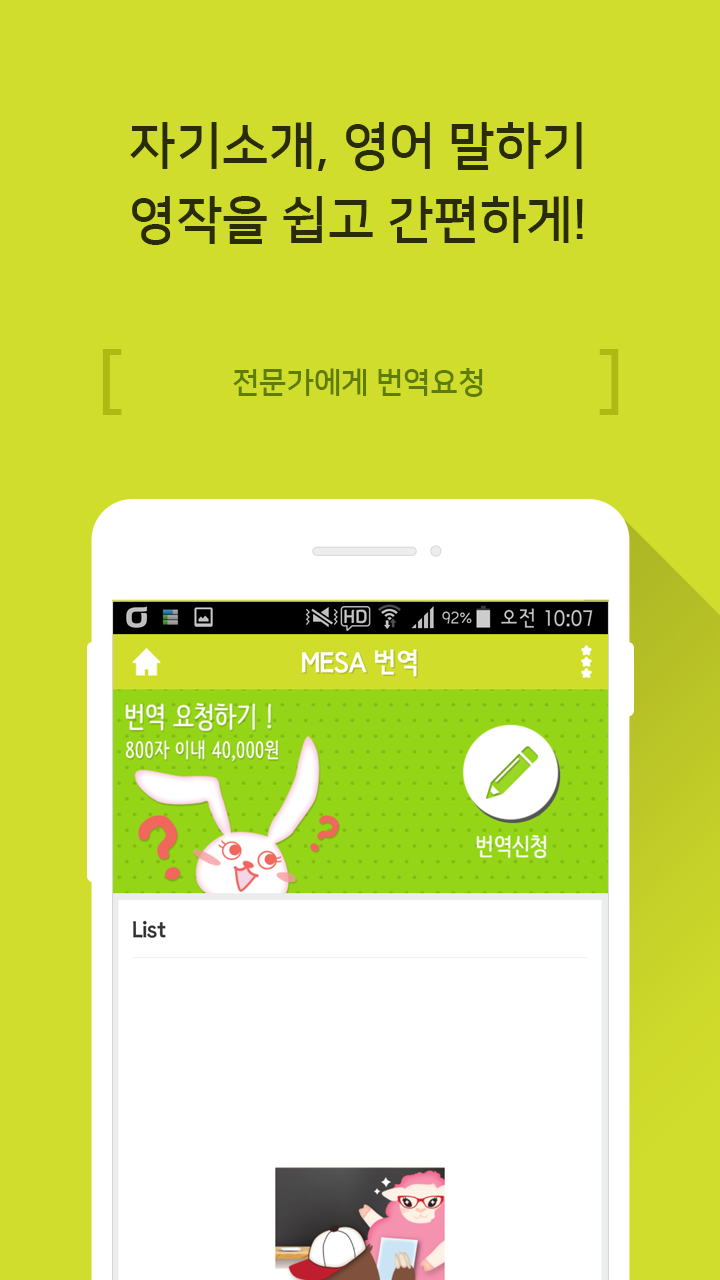 자기소개, 영어 말하기
영작을 쉽고 간편하게!
[ 전문가에게 번역요청 ]
HD 92% 오전 10:07
MESA 번역
번역 요청하기 !
800자 이내 40,000원
? ?
번역신청
List